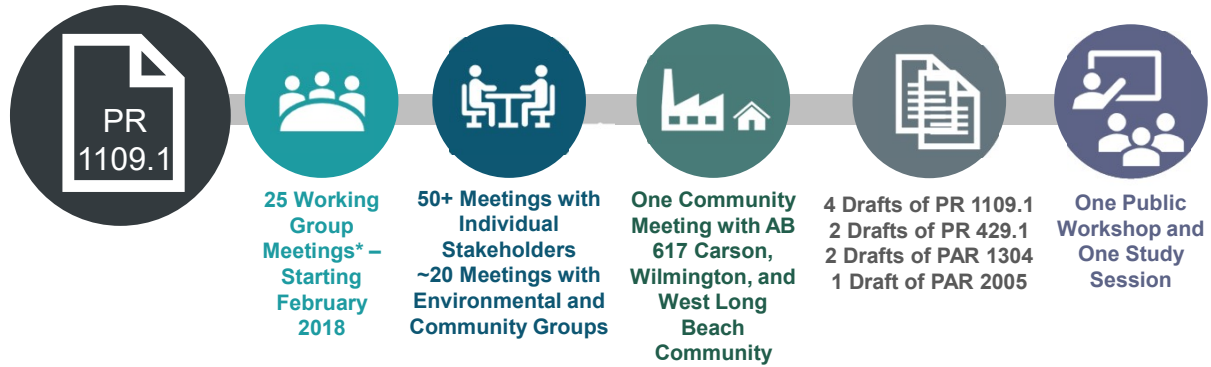 PR
1109.1
25 Working
Group
Meetings* –
Starting
February
2018
50+ Meetings with
Individual
Stakeholders
~20 Meetings with
Environmental and
Community Groups
One Community
Meeting with AB
617 Carson,
Wilmington, and
West Long
Beach
Community
4 Drafts of PR 1109.1
2 Drafts of PR 429.1
2 Drafts of PAR 1304
1 Draft of PAR 2005
One Public
Workshop and
One Study
Session